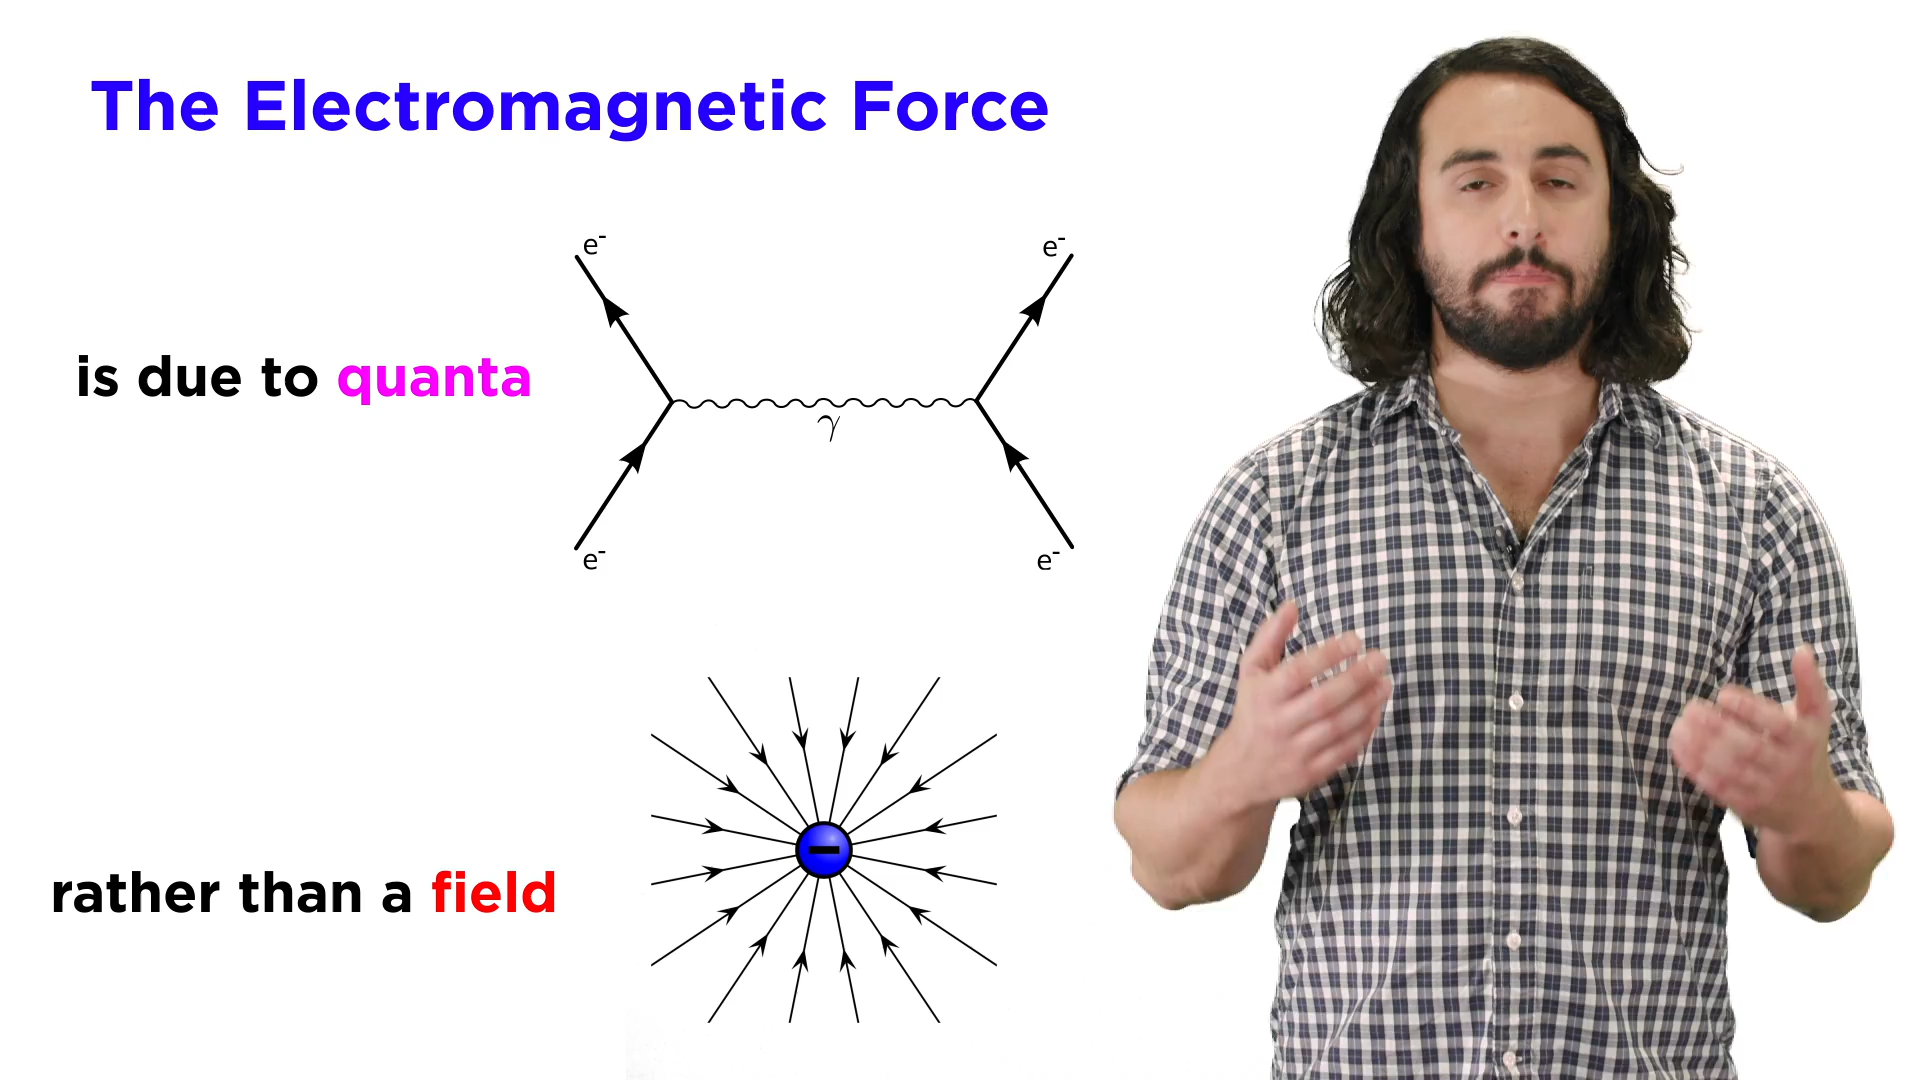 The Electromagnetic Force
e- e-
is due to quanta
γ
e- e-
rather than a field
−